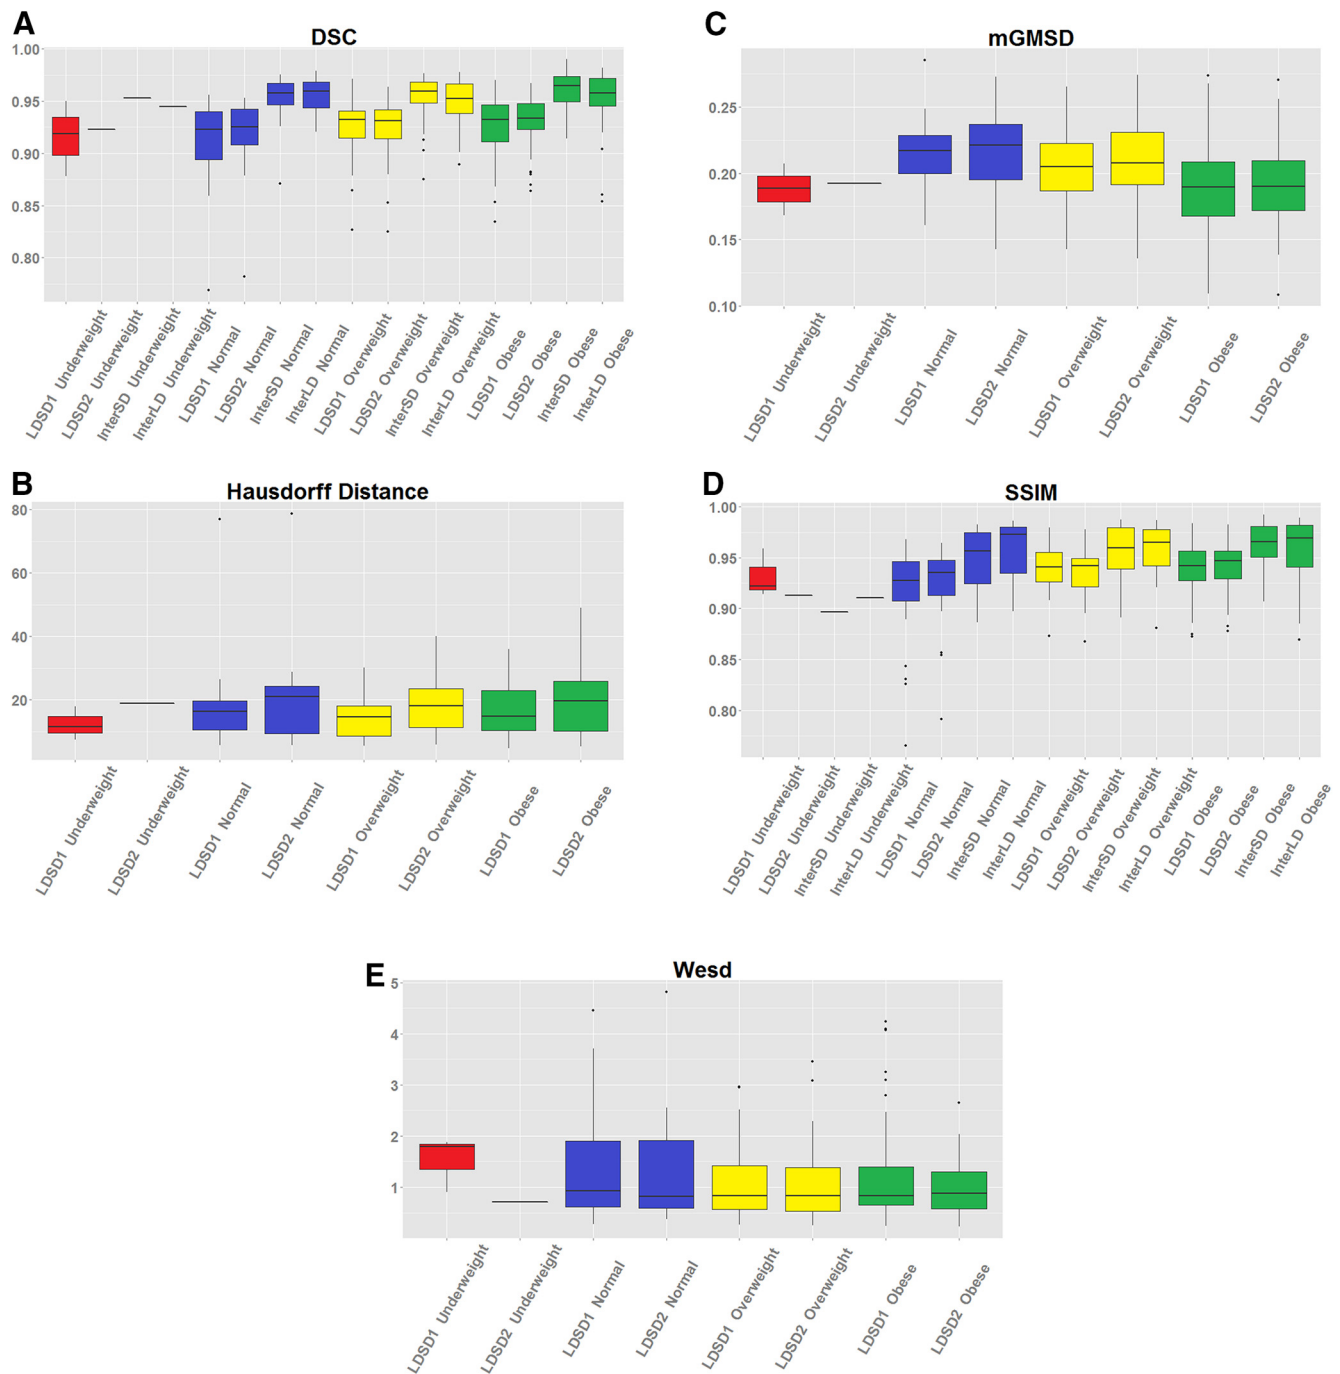 A
DSC
1.00
0.95
0.90
0.85
0.80
LDSD1 Underweight
LDSD2 Underweight
InterSD Underweight
InterLD Underweight
LDSD1 Normal
LDSD2 Normal
InterSD Normal
InterLD Normal
LDSD1 Overweight
LDSD2 Overweight
InterSD Overweight
InterLD Overweight
LDSD1 Obese
LDSD2 Obese
InterSD Obese
InterLD Obese
C
mGMSD
0.25
0.20
0.15
0.10
LDSD1 Underweight
LDSD2 Underweight
LDSD1 Normal
LDSD2 Normal
LDSD1 Overweight
LDSD2 Overweight
LDSD1 Obese
LDSD2 Obese
B
Hausdorff Distance
80
60
40
20
LDSD1 Underweight
LDSD2 Underweight
LDSD1 Normal
LDSD2 Normal
LDSD1 Overweight
LDSD2 Overweight
LDSD1 Obese
LDSD2 Obese
D
SSIM
1.00
0.95
0.90
0.85
0.80
LDSD1 Underweight
LDSD2 Underweight
InterSD Underweight
InterLD Underweight
LDSD1 Normal
LDSD2 Normal
InterSD Normal
InterLD Normal
LDSD1 Overweight
LDSD2 Overweight
InterSD Overweight
InterLD Overweight
LDSD1 Obese
LDSD2 Obese
InterSD Obese
InterLD Obese
E
Wesd
5
4
3
2
1
LDSD1 Underweight
LDSD2 Underweight
LDSD1 Normal
LDSD2 Normal
LDSD1 Overweight
LDSD2 Overweight
LDSD1 Obese
LDSD2 Obese